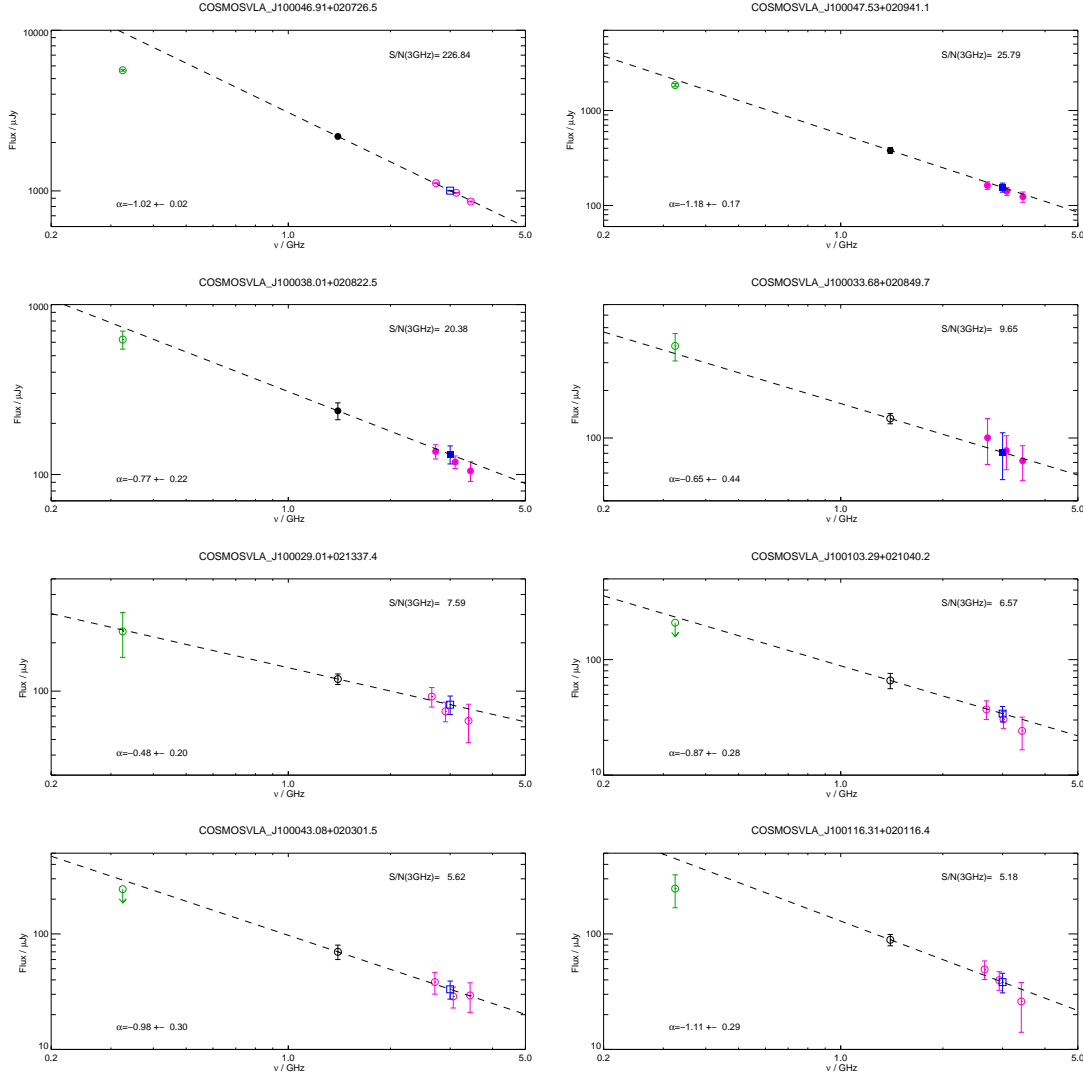 COSMOSVLA_J100046.91+020726.5
10000
1000
Flux / μJy
S/N(3GHz)= 226.84
α=−1.02 +− 0.02
0.2
1.0
5.0
ν / GHz
COSMOSVLA_J100047.53+020941.1
1000
100
Flux / μJy
S/N(3GHz)= 25.79
α=−1.18 +− 0.17
0.2
1.0
5.0
ν / GHz
COSMOSVLA_J100038.01+020822.5
1000
100
Flux / μJy
S/N(3GHz)= 20.38
α=−0.77 +− 0.22
0.2
1.0
5.0
ν / GHz
COSMOSVLA_J100033.68+020849.7
100
Flux / μJy
S/N(3GHz)= 9.65
α=−0.65 +− 0.44
0.2
1.0
5.0
ν / GHz
COSMOSVLA_J100029.01+021337.4
100
Flux / μJy
S/N(3GHz)= 7.59
α=−0.48 +− 0.20
0.2
1.0
5.0
ν / GHz
COSMOSVLA_J100103.29+021040.2
100
10
Flux / μJy
S/N(3GHz)= 6.57
α=−0.87 +− 0.28
0.2
1.0
5.0
ν / GHz
COSMOSVLA_J100043.08+020301.5
100
10
Flux / μJy
S/N(3GHz)= 5.62
α=−0.98 +− 0.30
0.2
1.0
5.0
ν / GHz
COSMOSVLA_J100116.31+020116.4
100
10
Flux / μJy
S/N(3GHz)= 5.18
α=−1.11 +− 0.29
0.2
1.0
5.0
ν / GHz